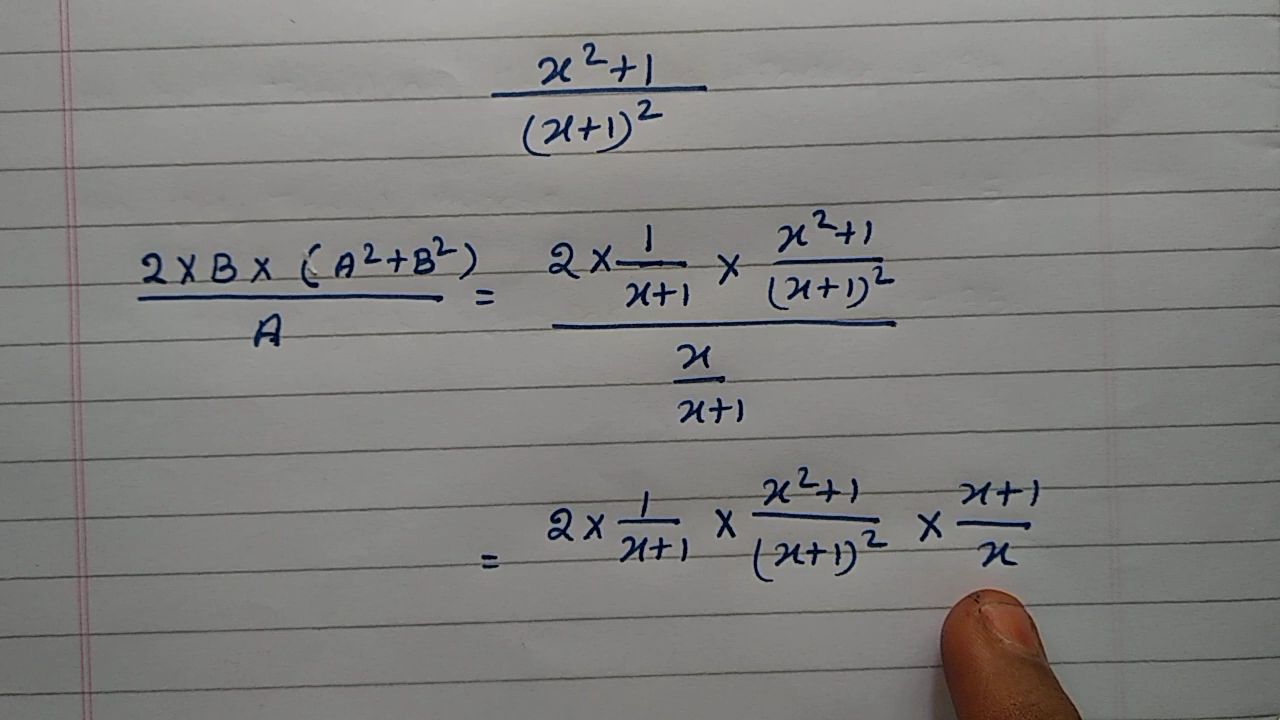 x²+1
(x+1)²
2×B×(A²+B²) / A = 2×1/(x+1) × (x²+1)/(x+1)² / x/(x+1)
= 2×1/(x+1) × (x²+1)/(x+1)² × (x+1)/x